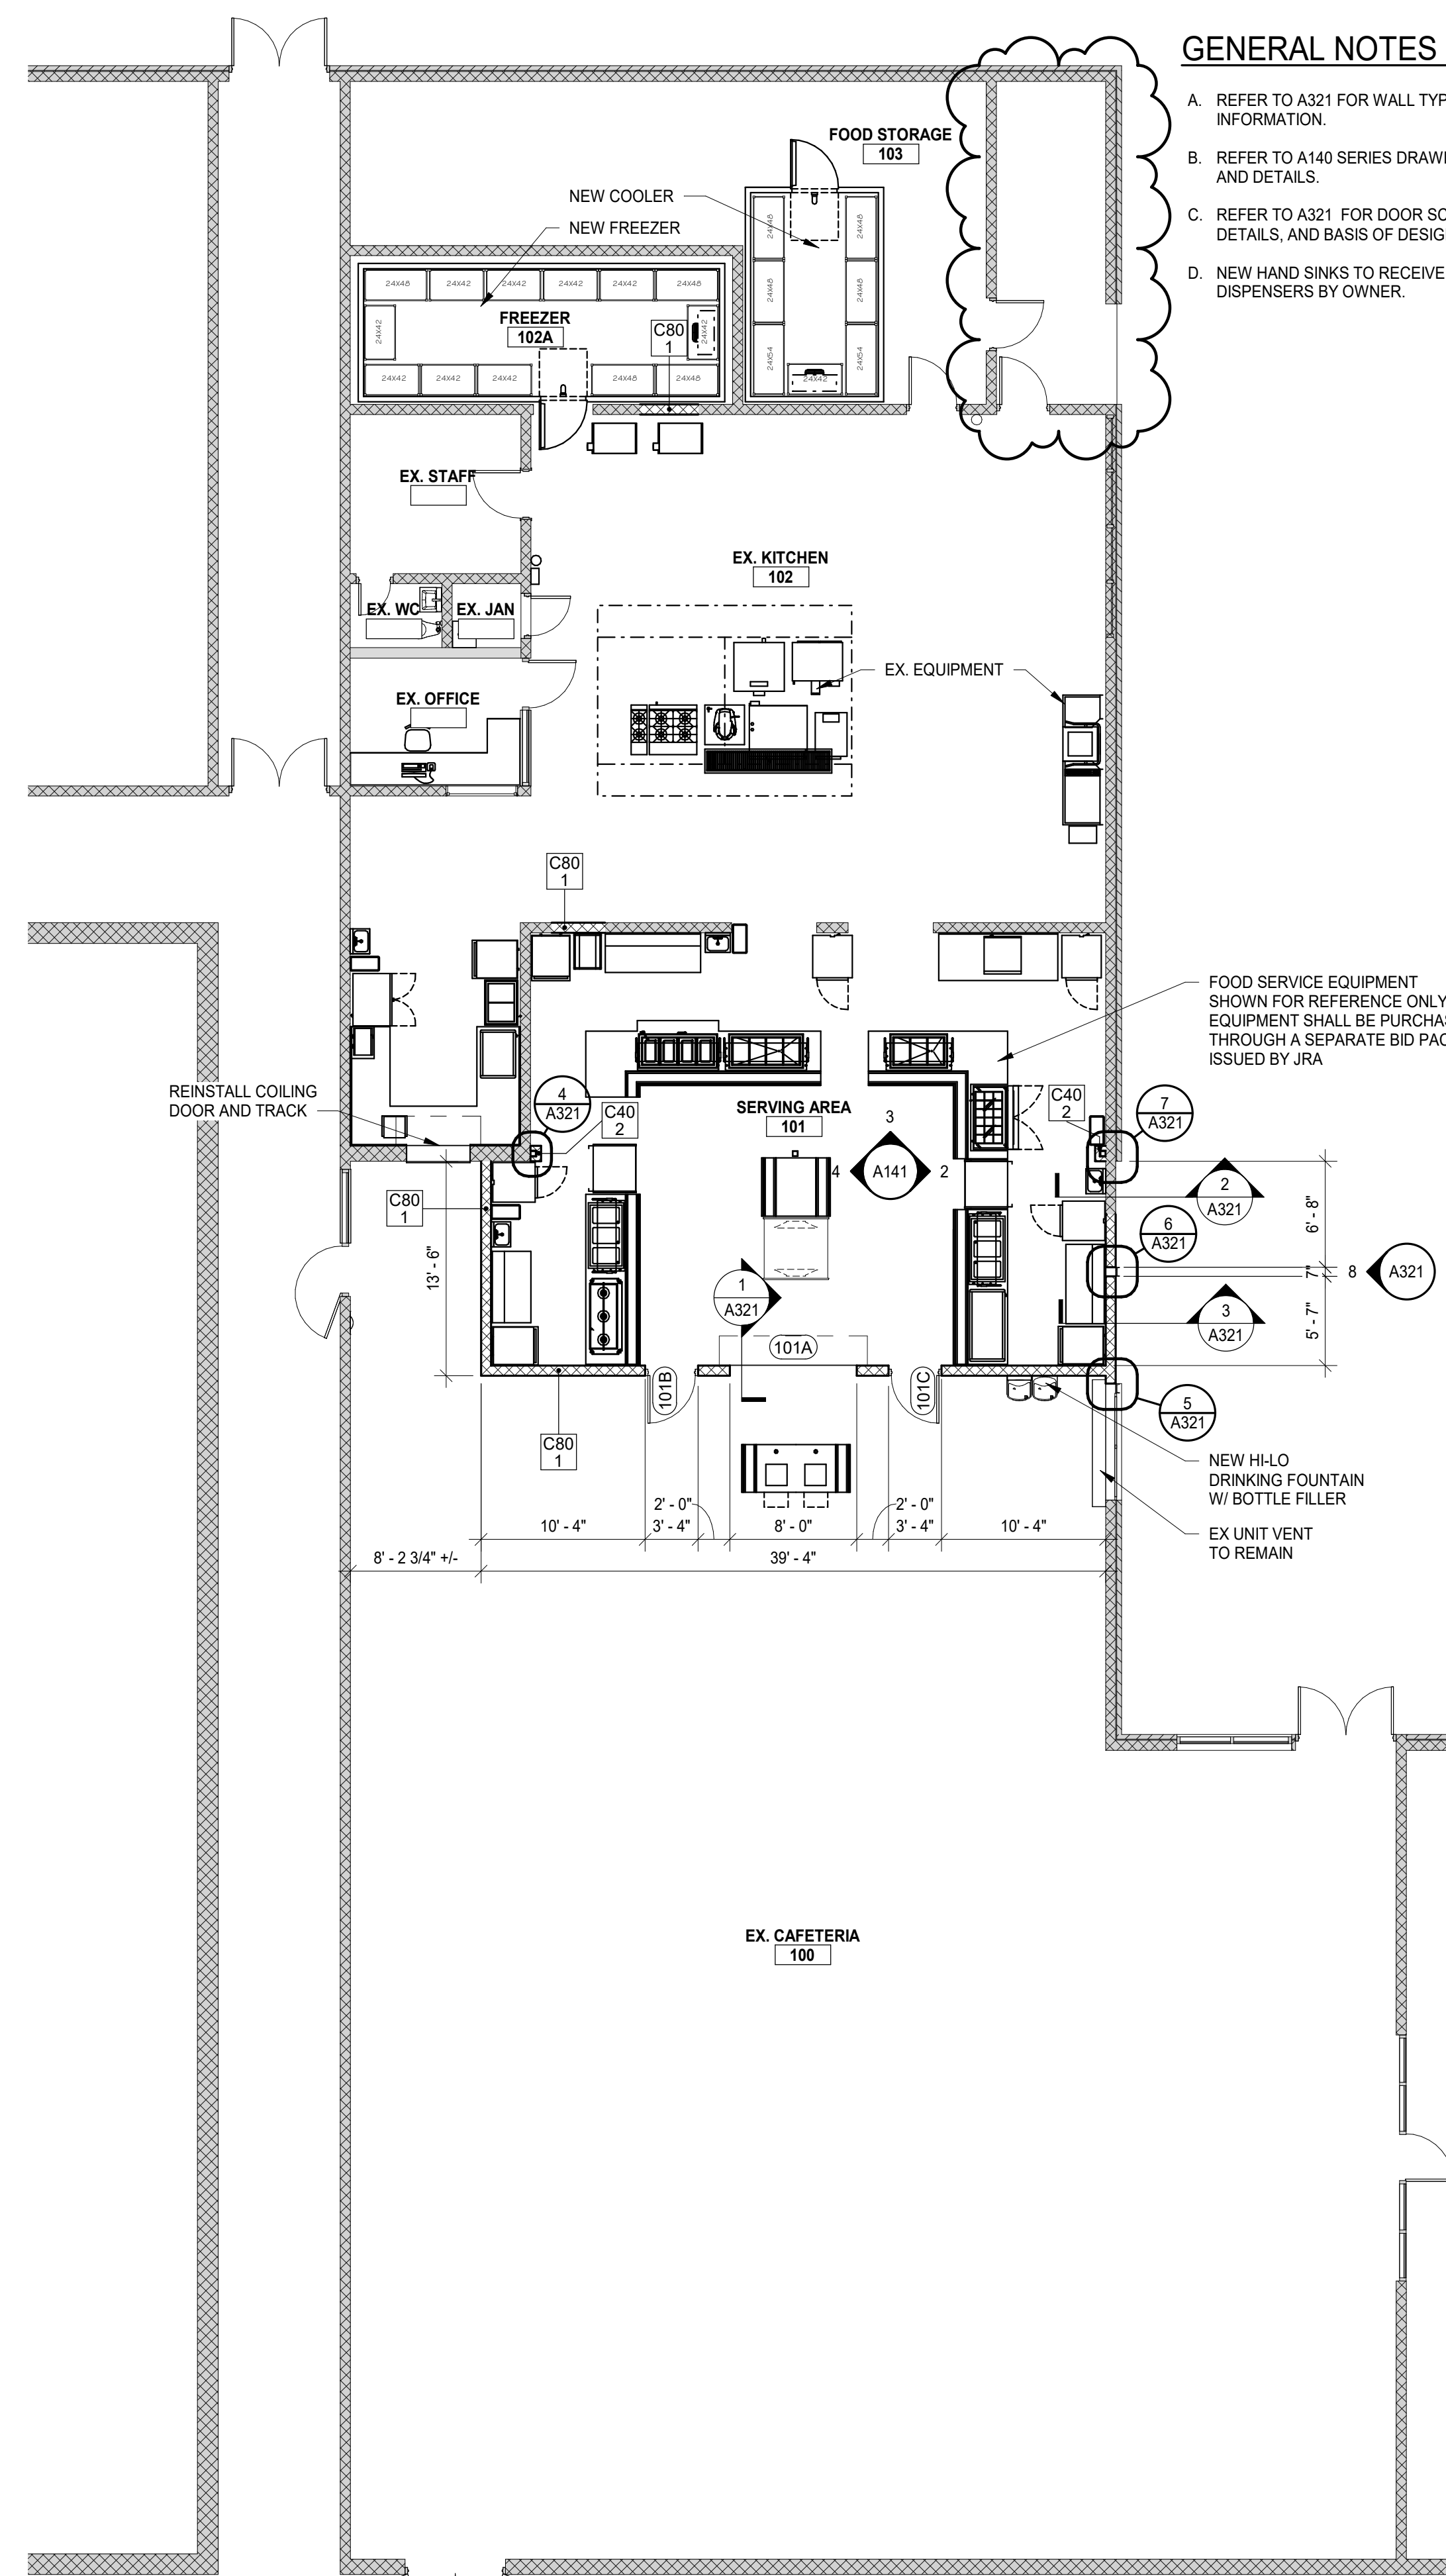 GENERAL NOTES
A. REFER TO A321 FOR WALL TYP
INFORMATION.
B. REFER TO A140 SERIES DRAWI
AND DETAILS.
C. REFER TO A321 FOR DOOR SC
DETAILS, AND BASIS OF DESIG
D. NEW HAND SINKS TO RECEIVE
DISPENSERS BY OWNER.
FOOD STORAGE
103
NEW COOLER
NEW FREEZER
24X48
24X48
24X48
24X48
24X54
24X54
24X42
24X48
24X42
24X42
24X42
24X42
24X48
FREEZER
102A
C80
1
24X42
24X42
24X42
24X42
24X42
24X48
24X48
EX. STAFF
EX. KITCHEN
102
EX. WC
EX. JAN
EX. EQUIPMENT
EX. OFFICE
C80
1
FOOD SERVICE EQUIPMENT
SHOWN FOR REFERENCE ONLY
EQUIPMENT SHALL BE PURCHAS
THROUGH A SEPARATE BID PAC
ISSUED BY JRA
REINSTALL COILING
DOOR AND TRACK
4
A321
C40
2
SERVING AREA
101
3
4
A141
2
C40
2
7
A321
C80
1
2
A321
6
A321
6' - 8"
7"
5' - 7"
8
A321
13' - 6"
1
A321
3
A321
101A
101B
101C
5
A321
C80
1
NEW HI-LO
DRINKING FOUNTAIN
W/ BOTTLE FILLER
2' - 0"
2' - 0"
10' - 4"
3' - 4"
8' - 0"
3' - 4"
10' - 4"
EX UNIT VENT
TO REMAIN
8' - 2 3/4" +/-
39' - 4"
EX. CAFETERIA
100